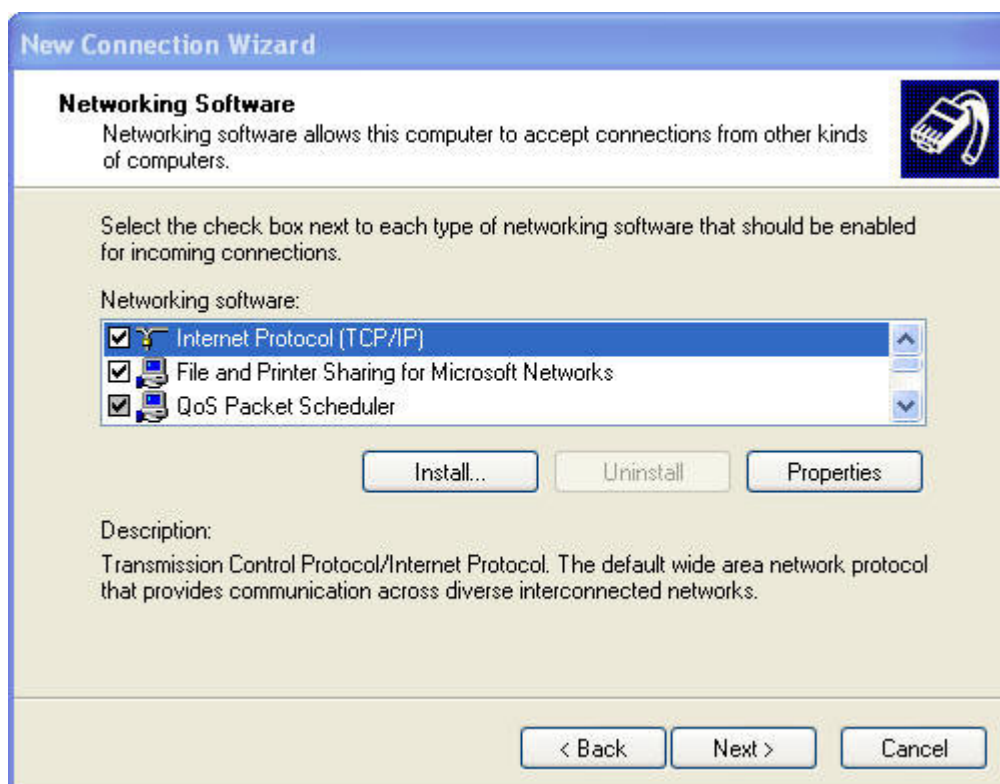 New Connection Wizard
Networking Software
Networking software allows this computer to accept connections from other kinds
of computers.
Select the check box next to each type of networking software that should be enabled
for incoming connections.
Networking software:
Internet Protocol (TCP/IP)
File and Printer Sharing for Microsoft Networks
QoS Packet Scheduler
Install...
Uninstall
Properties
Description:
Transmission Control Protocol/Internet Protocol. The default wide area network protocol
that provides communication across diverse interconnected networks.
< Back
Next >
Cancel